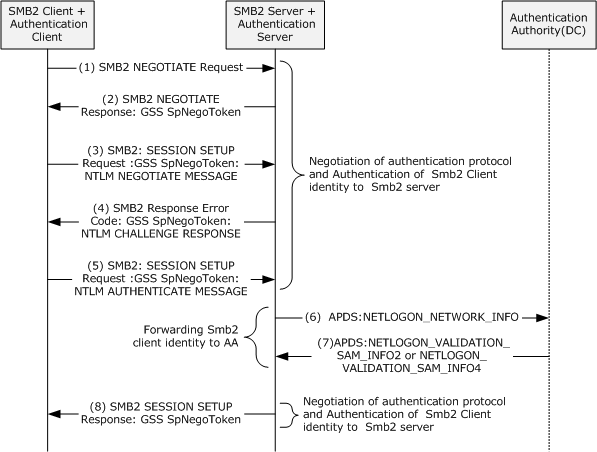 SMB2 Client +
Authentication
Client
SMB2 Server +
Authentication
Server
Authentication
Authority(DC)
(1) SMB2 NEGOTIATE Request
(2) SMB2 NEGOTIATE
Response: GSS SpNegoToken
(3) SMB2: SESSION SETUP
Request :GSS SpNegoToken:
NTLM NEGOTIATE MESSAGE
Negotiation of authentication protocol
and Authentication of Smb2 Client
identity to Smb2 server
(4) SMB2 Response Error
Code: GSS SpNegoToken:
NTLM CHALLENGE RESPONSE
(5) SMB2: SESSION SETUP
Request :GSS SpNegoToken:
NTLM AUTHENTICATE MESSAGE
Forwarding Smb2
client identity to AA
(6) APDS:NETLOGON_NETWORK_INFO
(7)APDS:NETLOGON_VALIDATION_
SAM_INFO2 or NETLOGON_
VALIDATION_SAM_INFO4
(8) SMB2 SESSION SETUP
Response: GSS SpNegoToken
Negotiation of authentication protocol
and Authentication of Smb2 Client
identity to Smb2 server